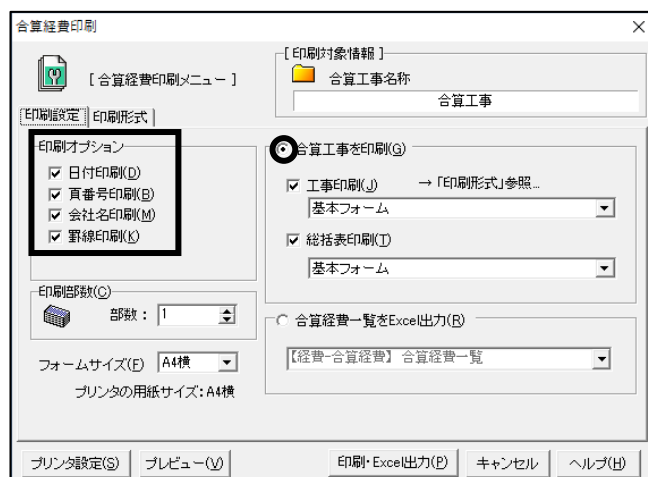 合算経費印刷
[ 合算経費印刷メニュー ]
[ 印刷対象情報 ]
合算工事名称
合算工事
印刷設定
印刷形式
印刷オプション
日付印刷(D)
頁番号印刷(B)
会社名印刷(M)
罫線印刷(K)
印刷部数(C)
部数 : 1
フォームサイズ(F) A4横
プリンタの用紙サイズ:A4横
合算工事を印刷(G)
工事印刷(J) →「印刷形式」参照...
基本フォーム
総括表印刷(T)
基本フォーム
合算経費一覧をExcel出力(R)
【経費-合算経費】 合算経費一覧
プリンタ設定(S)
プレビュー(V)
印刷・Excel出力(P)
キャンセル
ヘルプ(H)